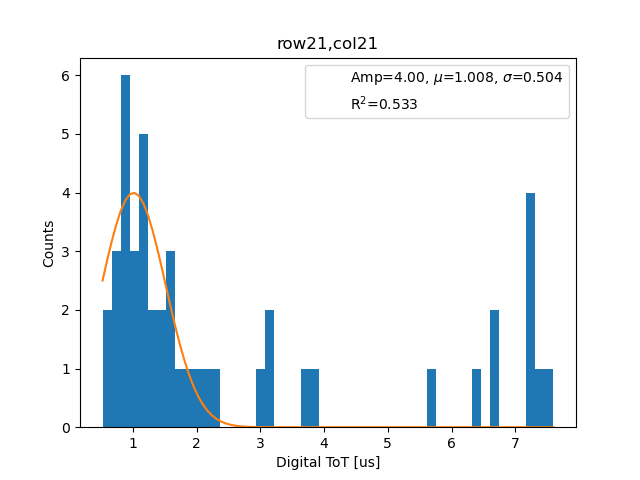 row21,col21
Amp=4.00, μ=1.008, σ=0.504
R²=0.533
6
5
4
3
2
1
0
Counts
1 2 3 4 5 6 7
Digital ToT [us]